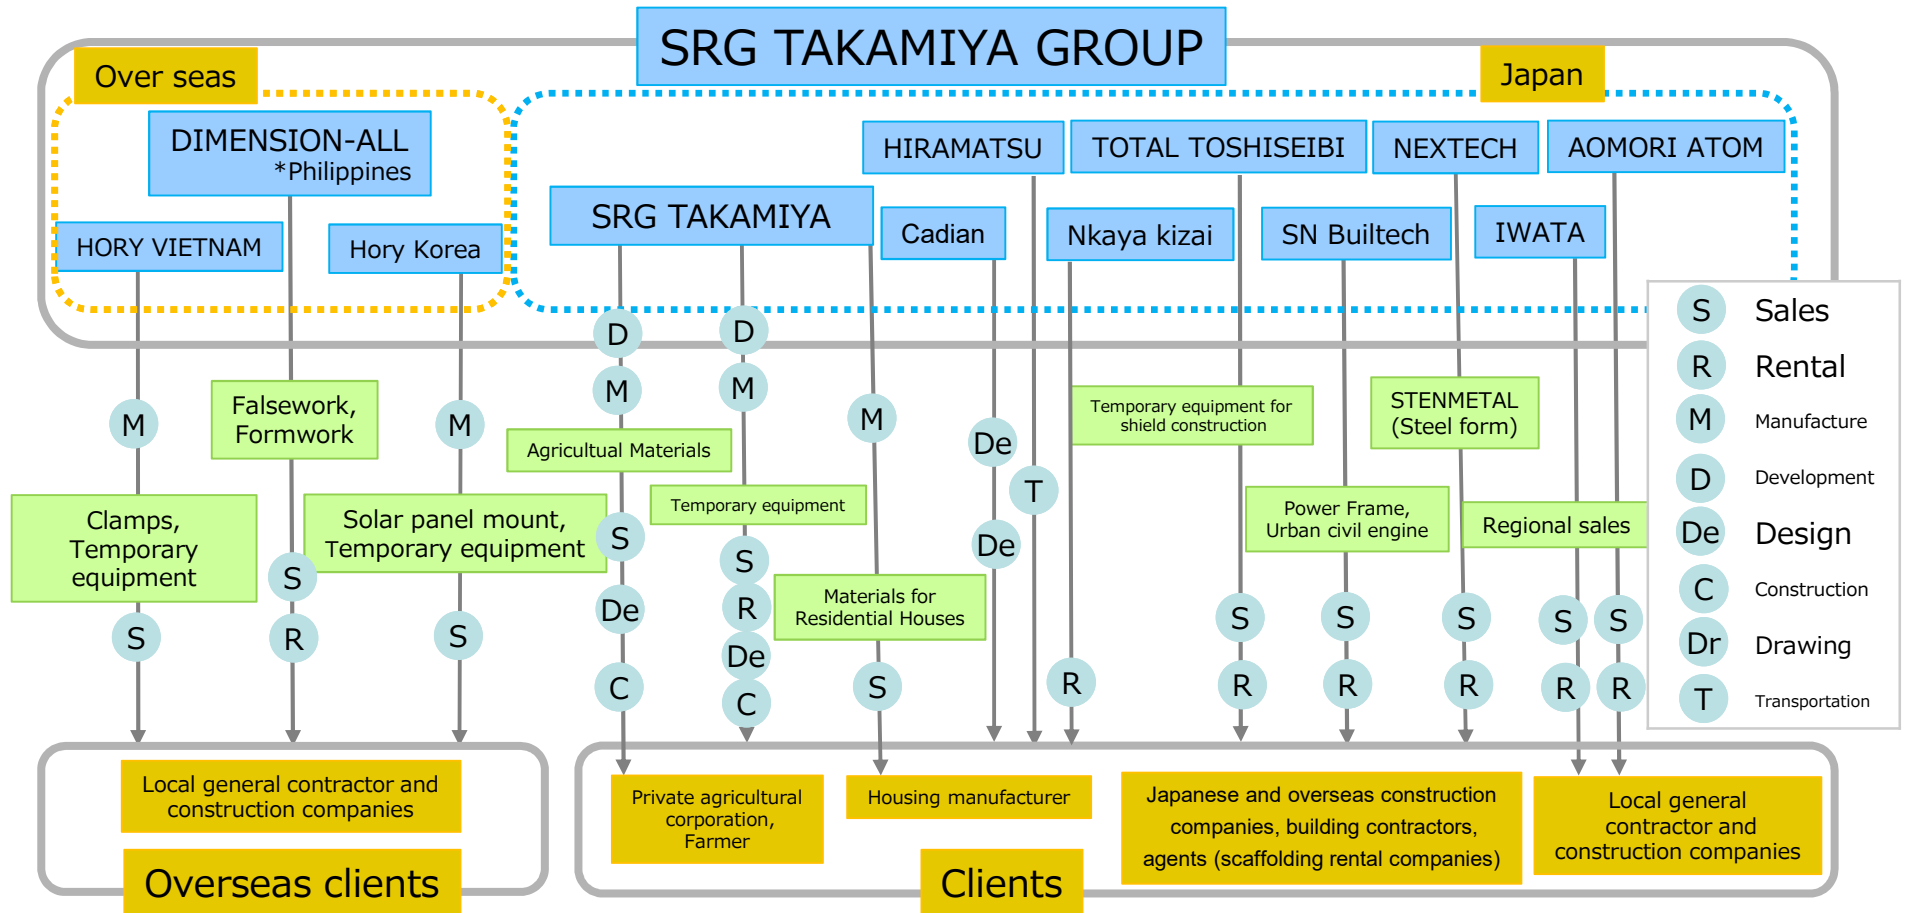 SRG TAKAMIYA GROUP
Over seas
Japan
DIMENSION-ALL
*Philippines
HIRAMATSU
TOTAL TOSHISEIBI
NEXTECH
AOMORI ATOM
HORY VIETNAM
Hory Korea
SRG TAKAMIYA
Cadian
Nkaya kizai
SN Builtech
IWATA
M
Clamps,
Temporary
equipment
S
Falsework,
Formwork
S
R
M
Solar panel mount,
Temporary equipment
S
D
M
Agricultual Materials
S
De
C
D
M
Temporary equipment
S
R
De
C
M
Materials for
Residential Houses
S
De
De
T
R
Temporary equipment for
shield construction
S
R
Power Frame,
Urban civil engine
S
R
STENMETAL
(Steel form)
S
R
Regional sales
S
R
S
R
S Sales
R Rental
M Manufacture
D Development
De Design
C Construction
Dr Drawing
T Transportation
Local general contractor and
construction companies
Overseas clients
Private agricultural
corporation,
Farmer
Housing manufacturer
Japanese and overseas construction
companies, building contractors,
agents (scaffolding rental companies)
Local general
contractor and
construction companies
Clients